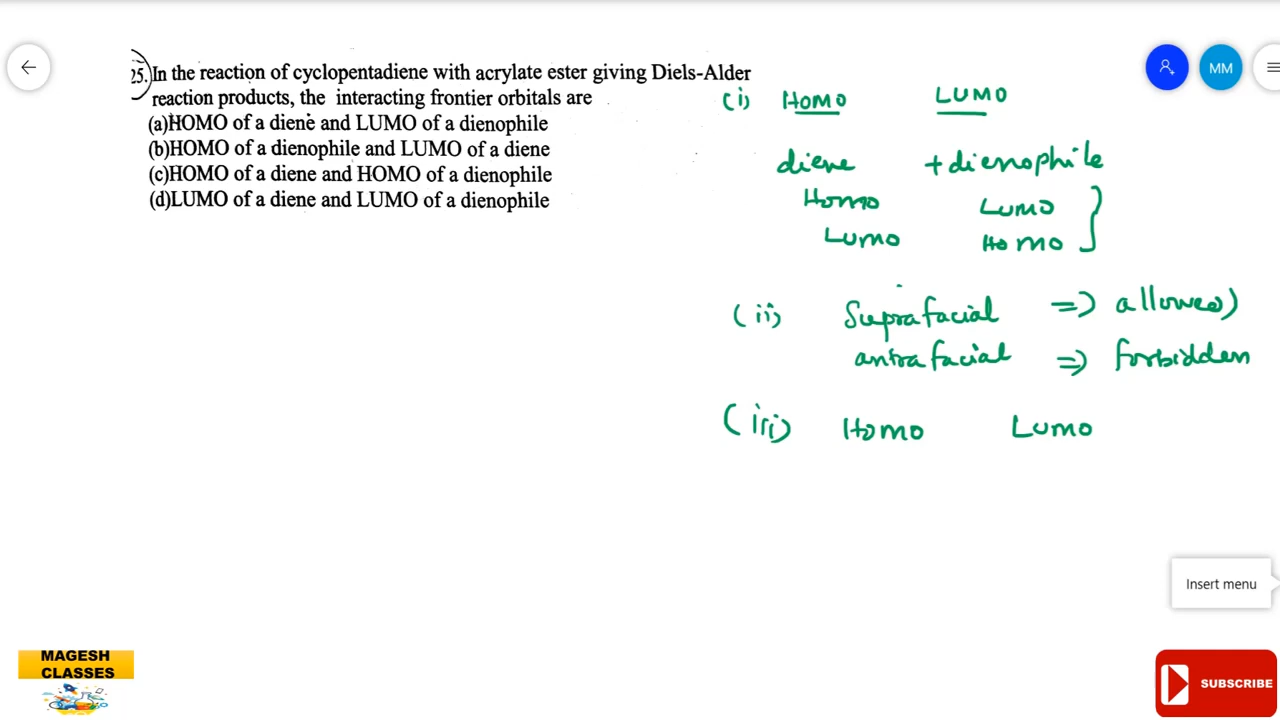 25. In the reaction of cyclopentadiene with acrylate ester giving Diels-Alder
reaction products, the interacting frontier orbitals are
(a)HOMO of a diene and LUMO of a dienophile
(b)HOMO of a dienophile and LUMO of a diene
(c)HOMO of a diene and HOMO of a dienophile
(d)LUMO of a diene and LUMO of a dienophile
(i) HOMO LUMO
diene + dienophile
HOMO LUMO
LUMO HOMO
(ii) Suprafacial => allowed)
antrafacial => forbidden
(iii) HOMO LUMO
MM
Insert menu
MAGESH
CLASSES
SUBSCRIBE